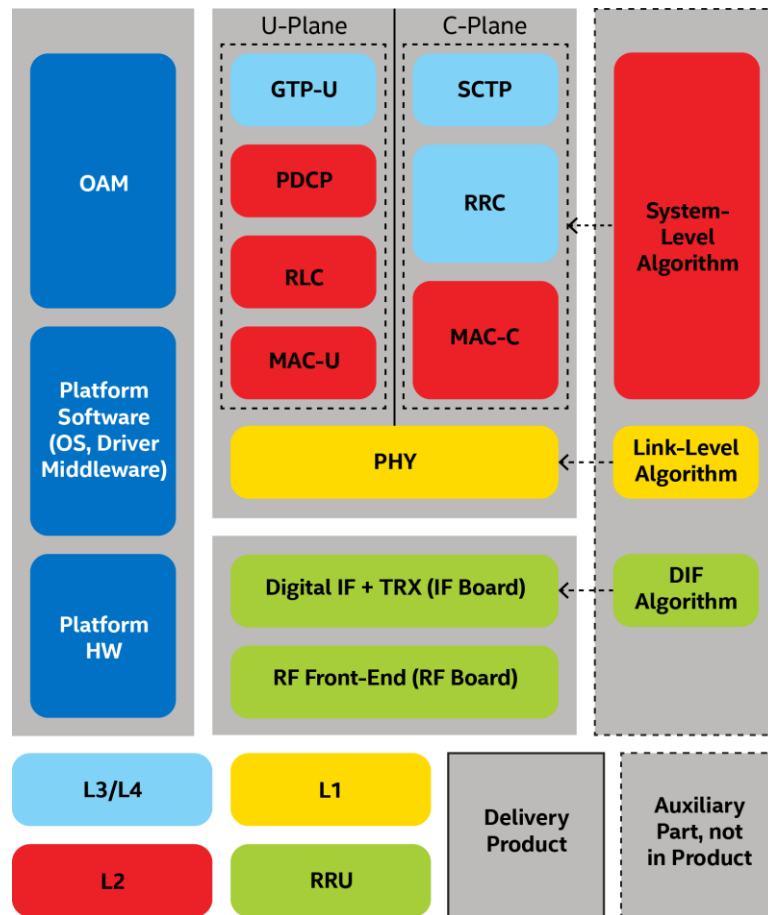 U-Plane
C-Plane
OAM
Platform
Software
(OS, Driver
Middleware)
Platform
HW
GTP-U
PDCP
RLC
MAC-U
SCTP
RRC
MAC-C
PHY
Digital IF + TRX (IF Board)
RF Front-End (RF Board)
System-
Level
Algorithm
Link-Level
Algorithm
DIF
Algorithm
L3/L4
L1
L2
RRU
Delivery
Product
Auxiliary
Part, not
in Product